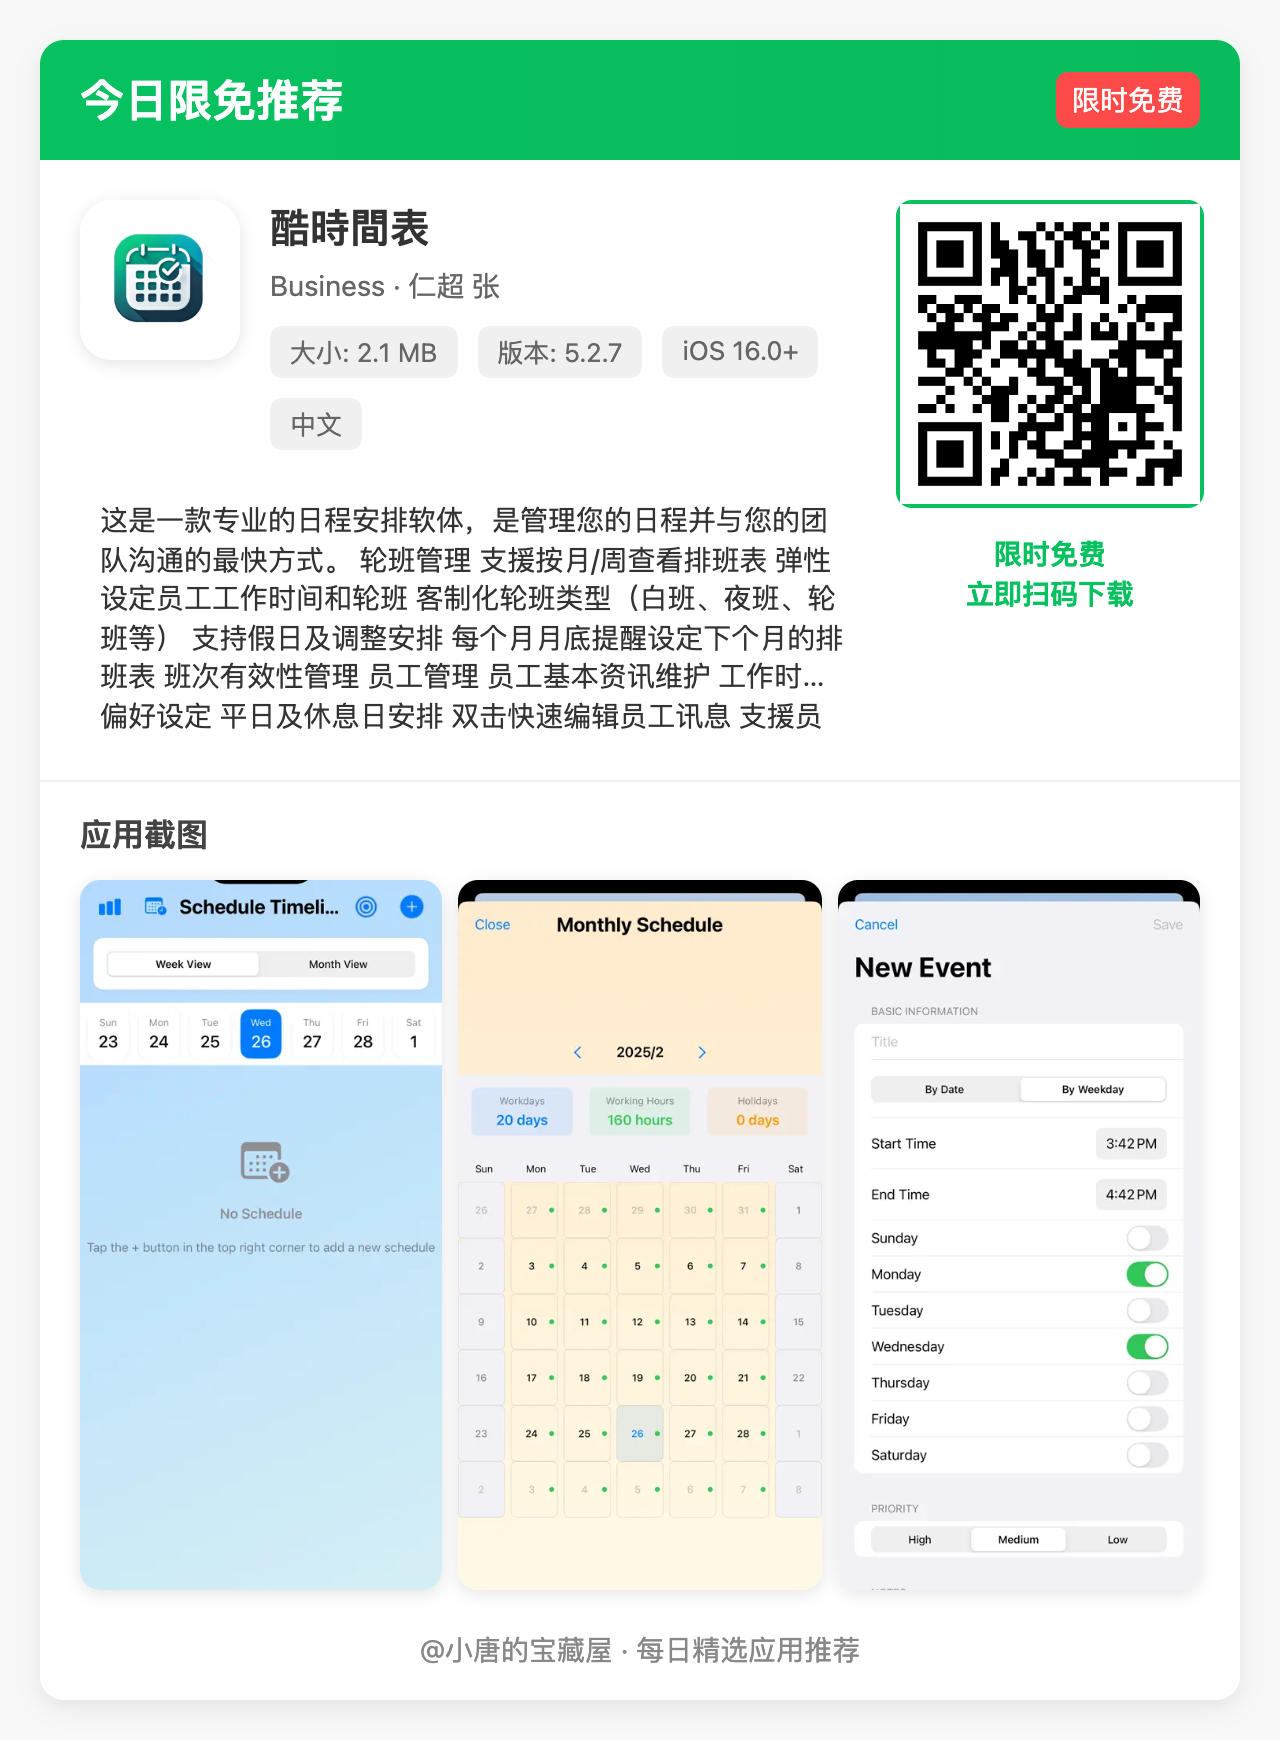 今日限免推荐
限时免费
酷時間表
Business · 仁超 张
大小: 2.1 MB
版本: 5.2.7
iOS 16.0+
中文
这是一款专业的日程安排软体，是管理您的日程并与您的团
队沟通的最快方式。 轮班管理 支援按月/周查看排班表 弹性
设定员工工作时间和轮班 客制化轮班类型（白班、夜班、轮
班等） 支持假日及调整安排 每个月月底提醒设定下个月的排
班表 班次有效性管理 员工管理 员工基本资讯维护 工作时...
偏好设定 平日及休息日安排 双击快速编辑员工讯息 支援员
限时免费
立即扫码下载
应用截图
Schedule Timeli...
Week View
Month View
Sun Mon Tue Wed Thu Fri Sat
23 24 25 26 27 28 1
No Schedule
Tap the + button in the top right corner to add a new schedule
Close
Monthly Schedule
2025/2
Workdays
20 days
Working Hours
160 hours
Holidays
0 days
Sun Mon Tue Wed Thu Fri Sat
26 27 28 29 30 31 1
2 3 4 5 6 7 8
9 10 11 12 13 14 15
16 17 18 19 20 21 22
23 24 25 26 27 28 1
2 3 4 5 6 7 8
Cancel
Save
New Event
BASIC INFORMATION
Title
By Date
By Weekday
Start Time
3:42 PM
End Time
4:42 PM
Sunday
Monday
Tuesday
Wednesday
Thursday
Friday
Saturday
PRIORITY
High
Medium
Low
@小唐的宝藏屋 · 每日精选应用推荐